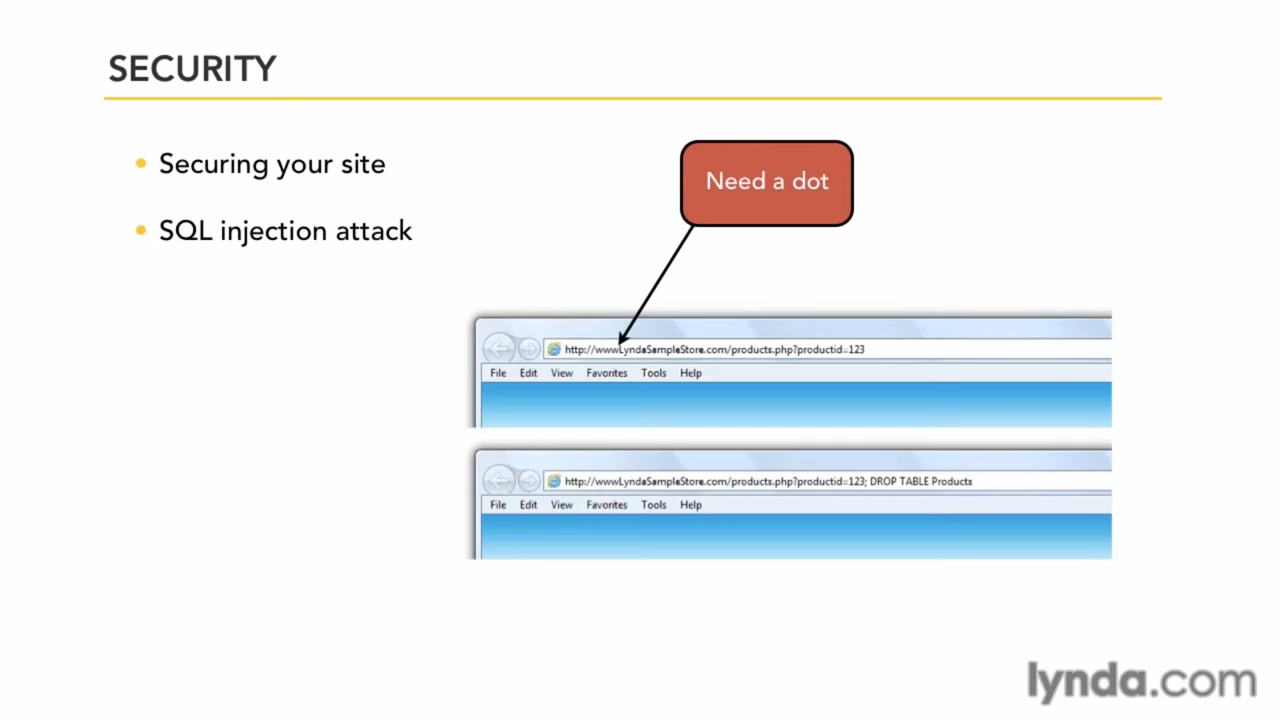 SECURITY
• Securing your site
• SQL injection attack
Need a dot
http://wwwLyndaSampleStore.com/products.php?productid=123
File Edit View Favorites Tools Help
http://wwwLyndaSampleStore.com/products.php?productid=123; DROP TABLE Products
File Edit View Favorites Tools Help
lynda.com